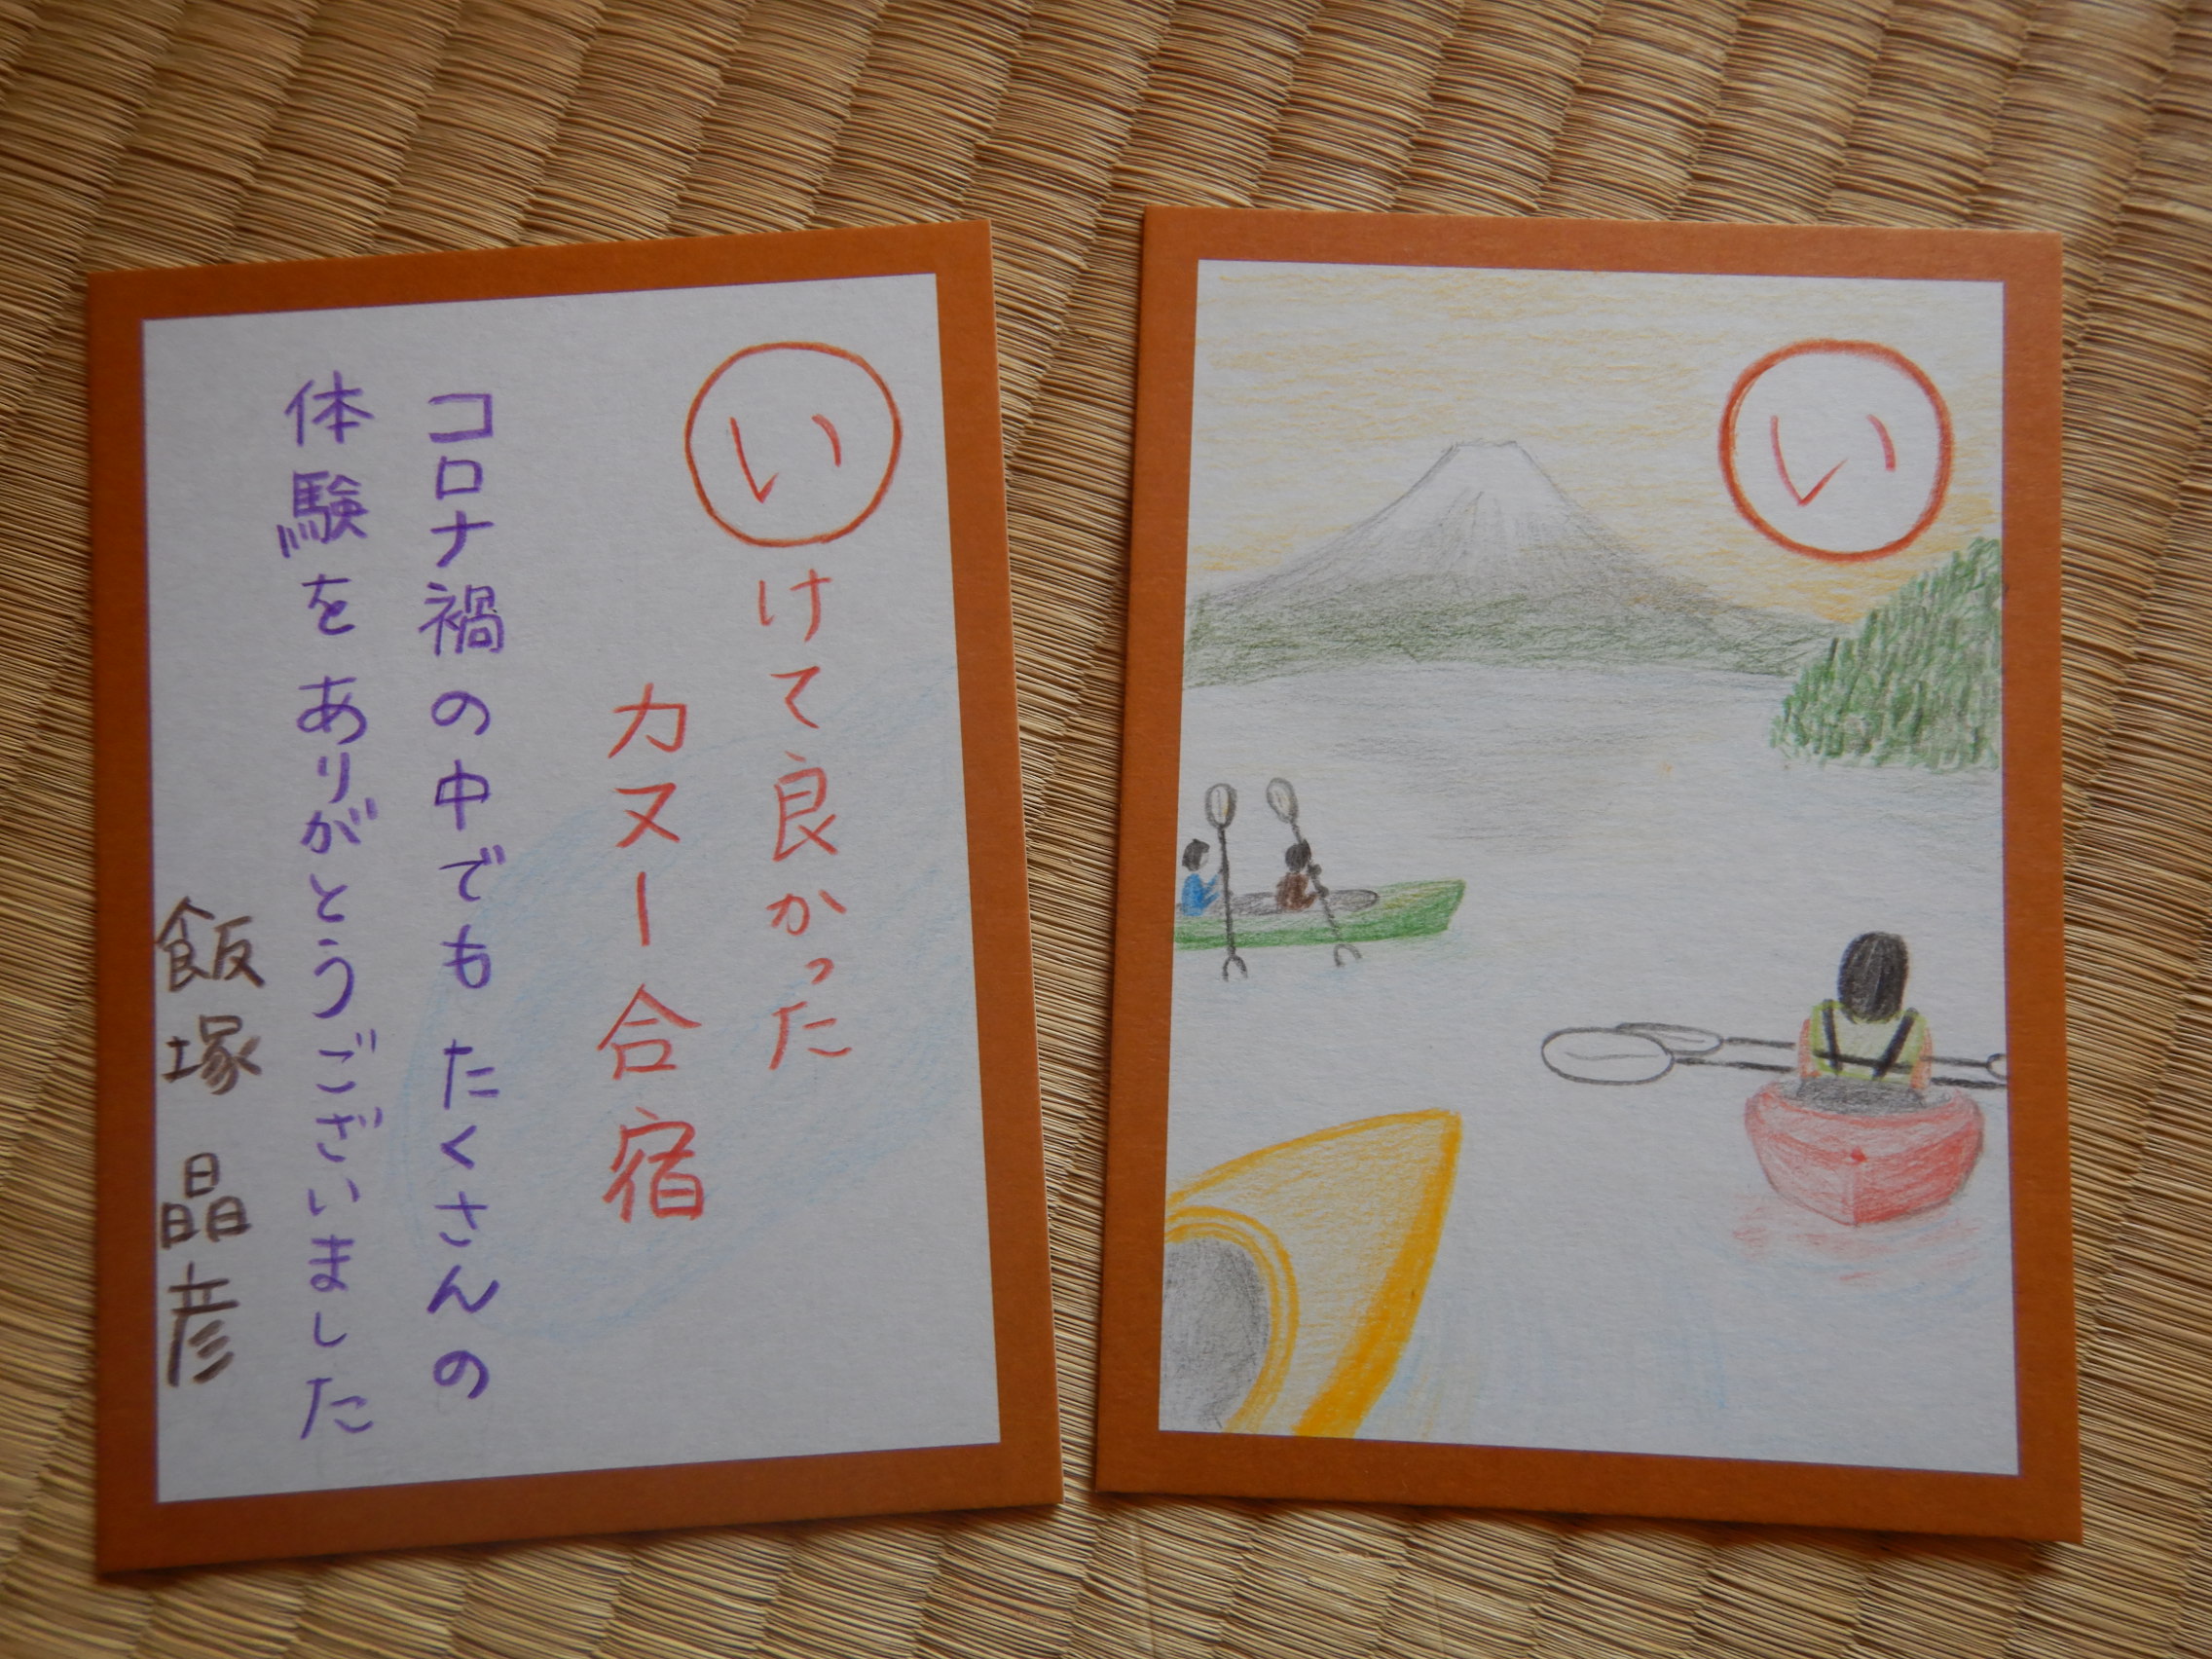 いけて良かった
カヌー合宿
コロナ禍の中でもたくさんの
体験をありがとうございました
飯塚 晶彦
い